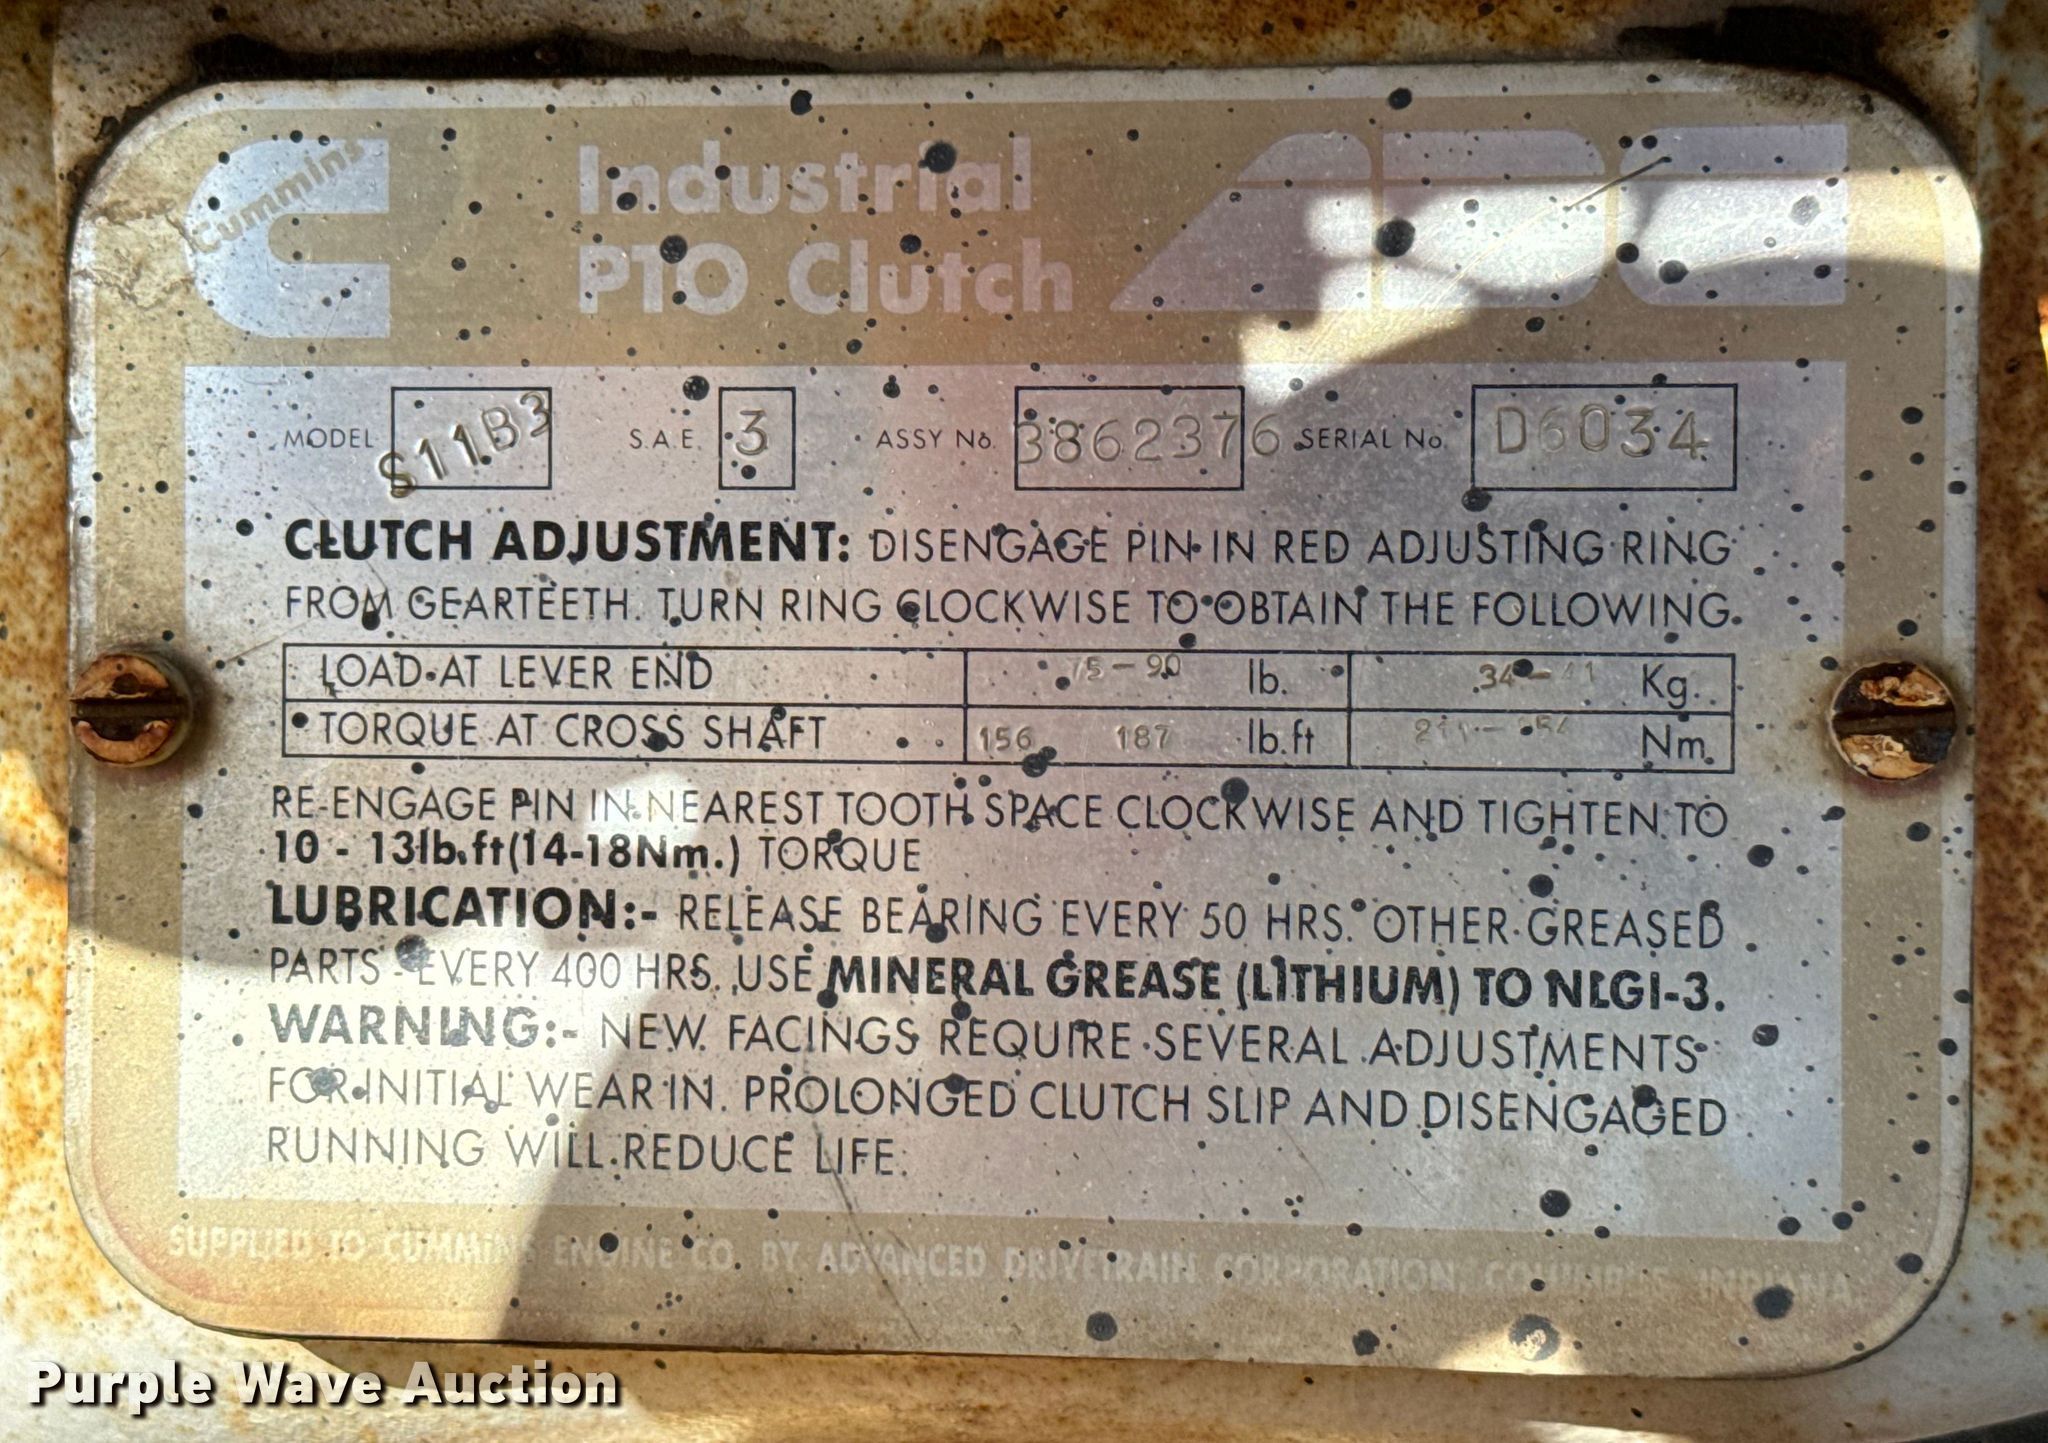 Cummins
Industrial
PTO Clutch
ADC
MODEL S11B3 S.A.E. 3 ASSY No. 3862376 SERIAL No. D6034
CLUTCH ADJUSTMENT: DISENGAGE PIN IN RED ADJUSTING RING
FROM GEARTEETH. TURN RING CLOCKWISE TO OBTAIN THE FOLLOWING.
LOAD AT LEVER END 75-90 lb. 34-41 Kg.
TORQUE AT CROSS SHAFT 156 187 lb.ft Nm.
RE-ENGAGE PIN IN NEAREST TOOTH SPACE CLOCKWISE AND TIGHTEN TO
10 - 13lb.ft(14-18Nm.) TORQUE
LUBRICATION:- RELEASE BEARING EVERY 50 HRS. OTHER GREASED
PARTS - EVERY 400 HRS. USE MINERAL GREASE (LITHIUM) TO NLGI-3.
WARNING:- NEW FACINGS REQUIRE SEVERAL ADJUSTMENTS
FOR INITIAL WEAR IN. PROLONGED CLUTCH SLIP AND DISENGAGED
RUNNING WILL REDUCE LIFE.
SUPPLIED TO CUMMINS ENGINE CO. BY ADVANCED DRIVETRAIN CORPORATION, COLUMBUS, INDIANA.
Purple Wave Auction